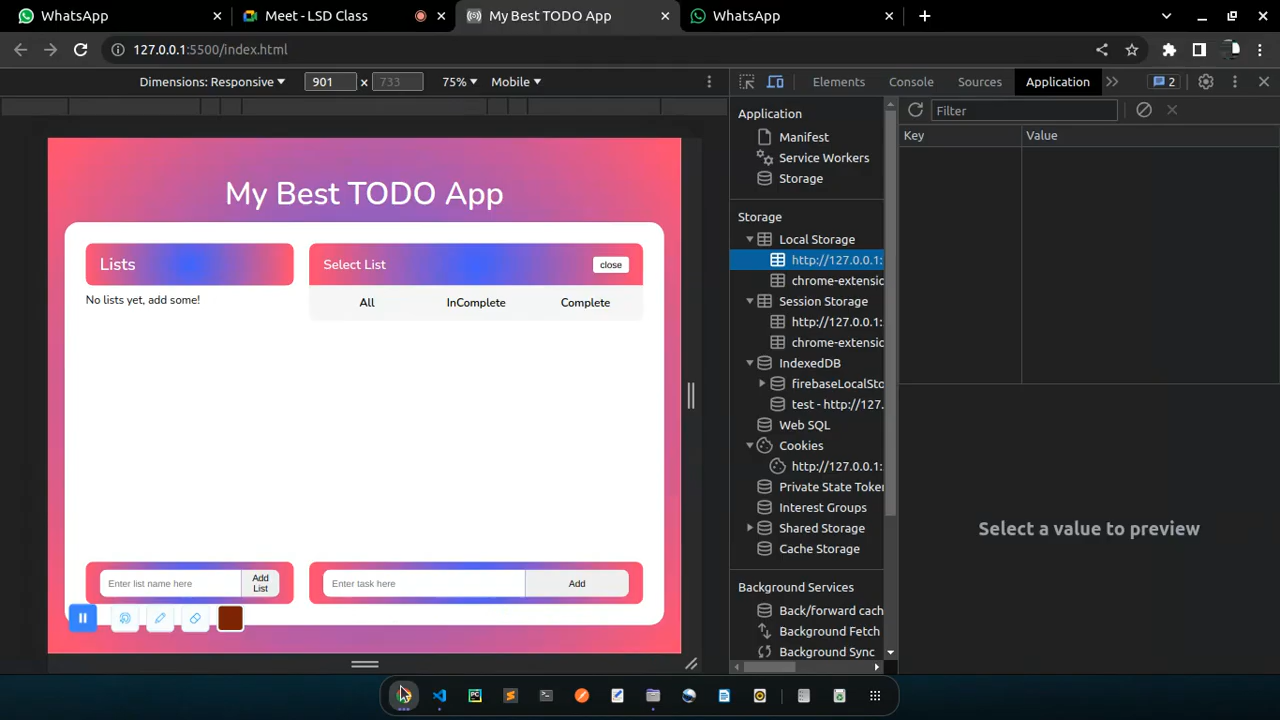 WhatsApp
Meet - LSD Class
My Best TODO App
WhatsApp
127.0.0.1:5500/index.html
Dimensions: Responsive
901
x
733
75%
Mobile
Elements
Console
Sources
Application
2
Application
Manifest
Service Workers
Storage
Storage
Local Storage
http://127.0.0.1:
chrome-extensio
Session Storage
http://127.0.0.1:
chrome-extensio
IndexedDB
firebaseLocalSto
test - http://127.
Web SQL
Cookies
http://127.0.0.1:
Private State Token
Interest Groups
Shared Storage
Cache Storage
Background Services
Back/forward cach
Background Fetch
Background Sync
Filter
Key
Value
Select a value to preview
My Best TODO App
Lists
No lists yet, add some!
Select List
close
All
InComplete
Complete
Enter list name here
Add
List
Enter task here
Add
PC